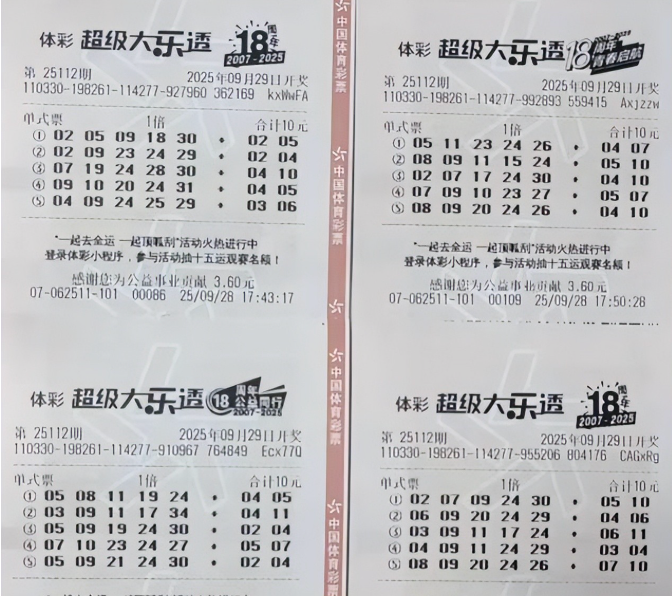 体彩 超级大乐透 18周年 2007-2025
第 25112期 2025年09月29日开奖
110330-198261-114277-927960 362169 kxWwFA
单式票 1倍 合计10元
① 02 05 09 18 30 ♦ 02 05
② 02 09 23 24 29 ♦ 02 04
③ 07 19 24 28 30 ♦ 04 10
④ 09 10 20 24 31 ♦ 04 05
⑤ 04 09 24 25 29 ♦ 03 06
"一起去全运 一起顶呱刮"活动火热进行中
登录体彩小程序，参与活动抽十五运观赛名额！
感谢您为公益事业贡献 3.60元
07-062511-101 00086 25/09/28 17:43:17
中国体育彩票
中国体育彩票
中国体育彩票
中国体育彩票
体彩 超级大乐透 18周年 青春启航
第 25112期 2025年09月29日开奖
110330-198261-114277-992893 559415 Axjzzw
单式票 1倍 合计10元
① 05 11 23 24 26 ♦ 04 07
② 08 09 11 15 24 ♦ 05 10
③ 02 07 17 24 30 ♦ 04 10
④ 07 09 10 23 27 ♦ 05 07
⑤ 08 09 20 24 26 ♦ 04 10
"一起去全运 一起顶呱刮"活动火热进行中
登录体彩小程序，参与活动抽十五运观赛名额！
感谢您为公益事业贡献 3.60元
07-062511-101 00109 25/09/28 17:50:28
体彩 超级大乐透 18周年 公益同行 2007-2025
第 25112期 2025年09月29日开奖
110330-198261-114277-910967 764849 Ecx77Q
单式票 1倍 合计10元
① 05 08 11 19 24 ♦ 04 05
② 03 09 11 17 34 ♦ 04 11
③ 05 09 19 24 30 ♦ 02 04
④ 07 10 23 24 27 ♦ 05 07
⑤ 05 09 21 24 30 ♦ 02 04
体彩 超级大乐透 18周年 2007-2025
第 25112期 2025年09月29日开奖
110330-198261-114277-955206 804176 CAGxRg
单式票 1倍 合计10元
① 02 07 09 24 30 ♦ 05 10
② 06 09 20 24 29 ♦ 04 06
③ 03 09 11 17 24 ♦ 06 11
④ 04 09 11 24 29 ♦ 03 04
⑤ 08 09 20 24 26 ♦ 07 10